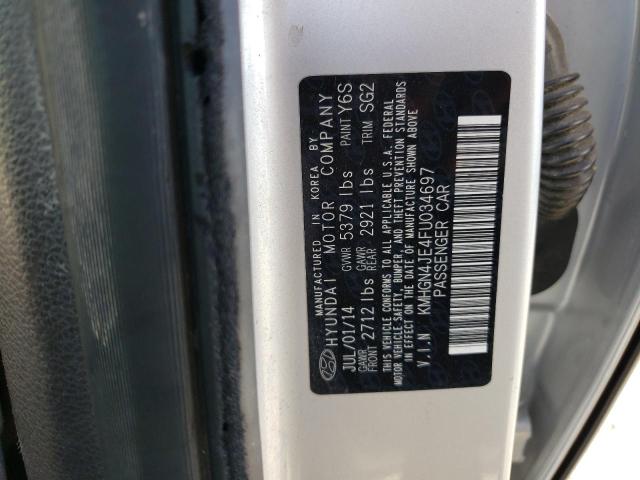 MANUFACTURED IN KOREA BY
HYUNDAI MOTOR COMPANY
JUL/01/14 GVWR 5379 lbs PAINT Y6S
GAWR FRONT 2712 lbs GAWR REAR 2921 lbs TRIM SG2
THIS VEHICLE CONFORMS TO ALL APPLICABLE U.S.A. FEDERAL
MOTOR VEHICLE SAFETY, BUMPER, AND THEFT PREVENTION STANDARDS
IN EFFECT ON THE DATE OF MANUFACTURE SHOWN ABOVE
V.I.N KMHGN4JE4FU034697
PASSENGER CAR